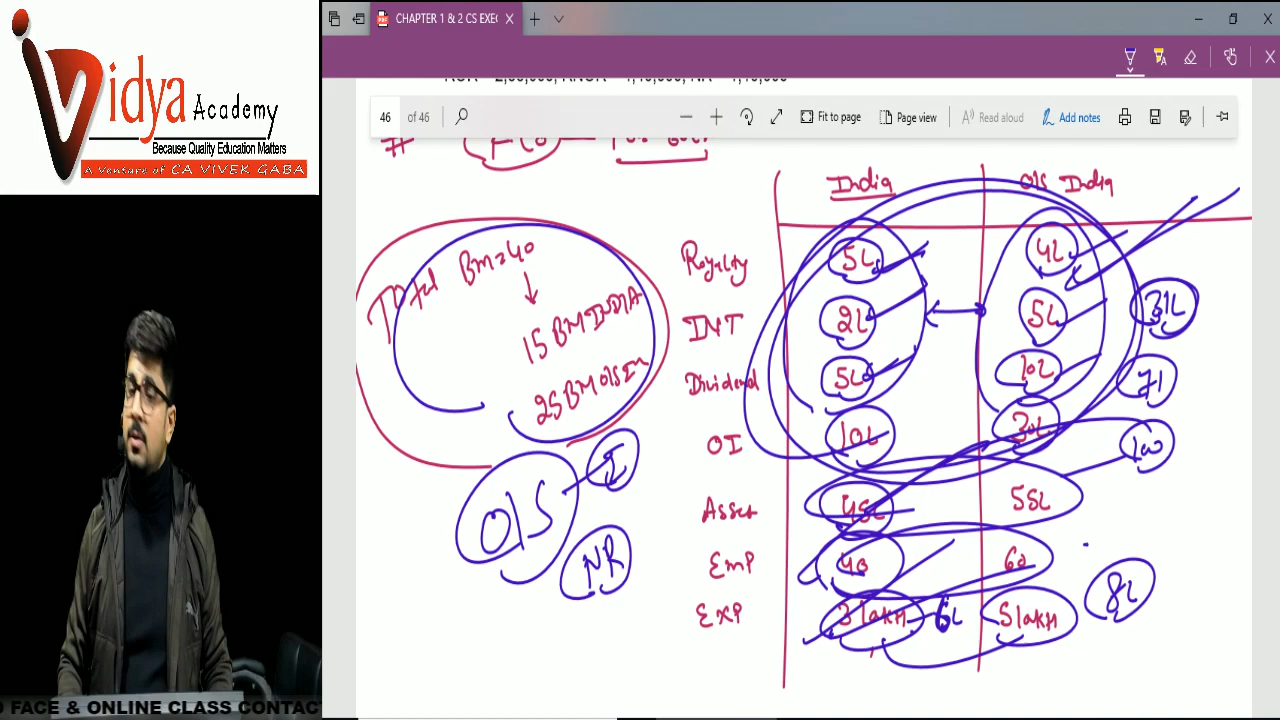 Vidya
Academy
Because Quality Education Matters
A Venture of CA VIVEK GABA
CHAPTER 1 & 2 CS EXEC
46 of 46
Fit to page
Page view
Read aloud
Add notes
#
India O/S India
Total BM=40
15 BM INDIA
25 BM O/S IN
Royalty 5L 4L
INT 2L 5L 31L
Dividend 5L 10L 71
OI 10L 30L 100
Asset 45L 55L
Emp 40 60
Exp 3 lakh 6L 5 lakh 8L
O/S I
NR
D FACE & ONLINE CLASS CONTAC